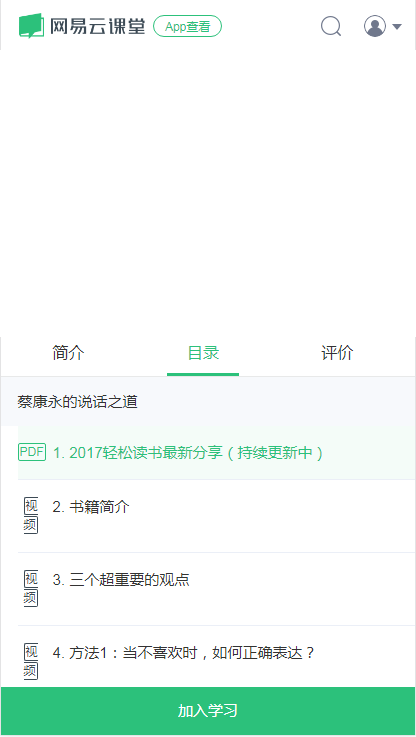 网易云课堂 App查看
简介 目录 评价
蔡康永的说话之道
PDF 1. 2017轻松读书最新分享（持续更新中）
视频 2. 书籍简介
视频 3. 三个超重要的观点
视频 4. 方法1：当不喜欢时，如何正确表达？
加入学习